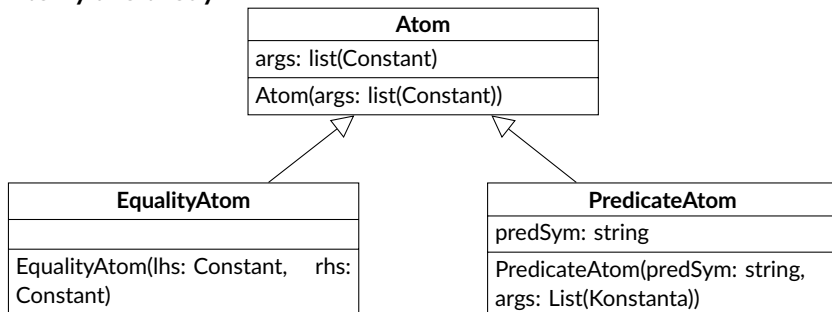 Atom
args: list(Constant)
Atom(args: list(Constant))
EqualityAtom
EqualityAtom(lhs: Constant, rhs:
Constant)
PredicateAtom
predSym: string
PredicateAtom(predSym: string,
args: List(Konstanta))